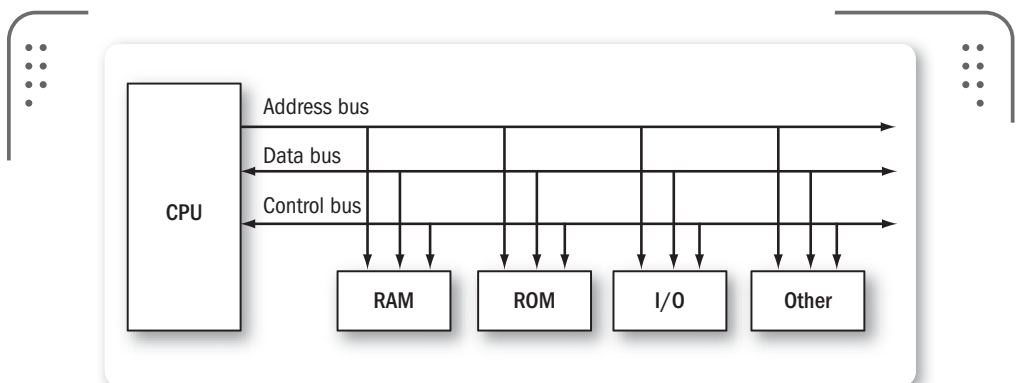 Address bus
Data bus
Control bus
CPU
RAM ROM I/O Other